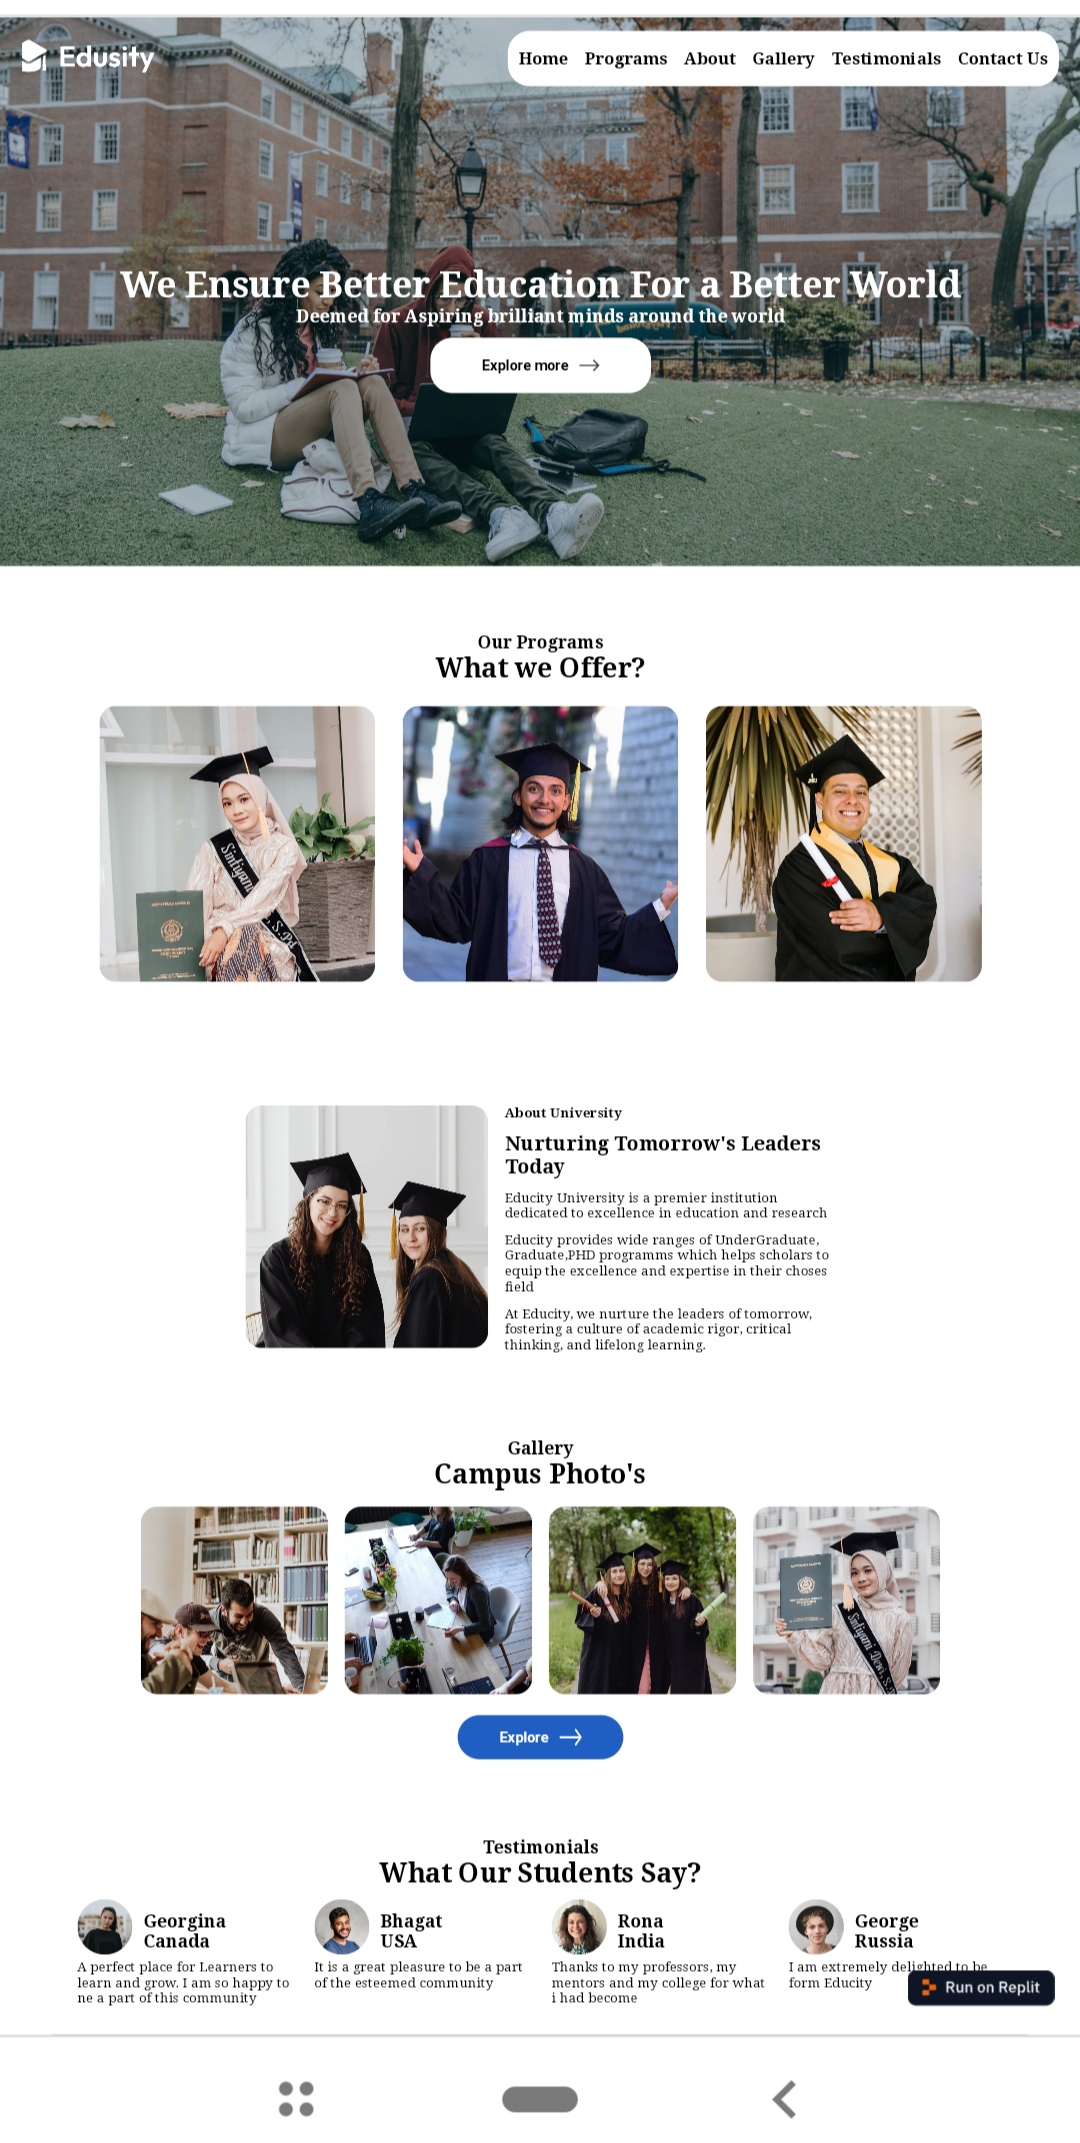 Edusity
Home Programs About Gallery Testimonials Contact Us
We Ensure Better Education For a Better World
Deemed for Aspiring brilliant minds around the world
Explore more
Our Programs
What we Offer?
Sintiyani
, S.Pd
About University
Nurturing Tomorrow's Leaders
Today
Educity University is a premier institution
dedicated to excellence in education and research
Educity provides wide ranges of UnderGraduate,
Graduate,PHD programms which helps scholars to
equip the excellence and expertise in their choses
field
At Educity, we nurture the leaders of tomorrow,
fostering a culture of academic rigor, critical
thinking, and lifelong learning.
Gallery
Campus Photo's
Sintiyani Dewi, S.
Explore
Testimonials
What Our Students Say?
Georgina
Canada
A perfect place for Learners to
learn and grow. I am so happy to
ne a part of this community
Bhagat
USA
It is a great pleasure to be a part
of the esteemed community
Rona
India
Thanks to my professors, my
mentors and my college for what
i had become
George
Russia
I am extremely delighted to be
form Educity
Run on Replit